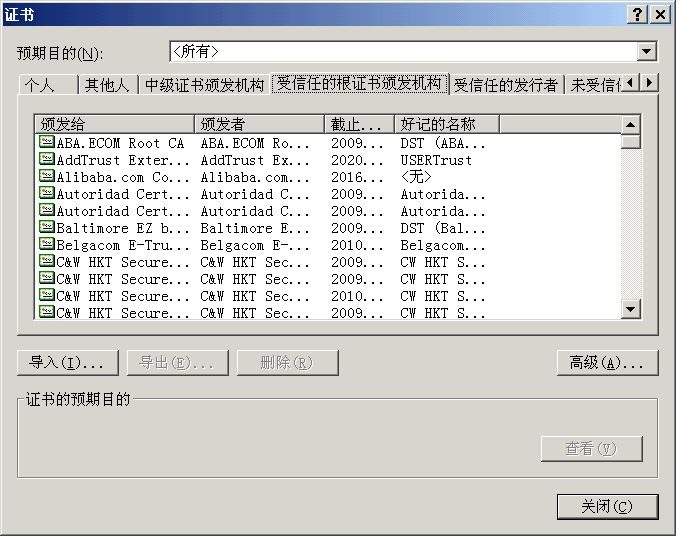 证书
预期目的(N): <所有>
个人 其他人 中级证书颁发机构 受信任的根证书颁发机构 受信任的发行者 未受信
颁发给 颁发者 截止... 好记的名称
ABA.ECOM Root CA ABA.ECOM Ro... 2009... DST (ABA...
AddTrust Exter... AddTrust Ex... 2020... USERTrust
Alibaba.com Co... Alibaba.com... 2016... <无>
Autoridad Cert... Autoridad C... 2009... Autorida...
Autoridad Cert... Autoridad C... 2009... Autorida...
Baltimore EZ b... Baltimore E... 2009... DST (Bal...
Belgacom E-Tru... Belgacom E-... 2010... Belgacom...
C&W HKT Secure... C&W HKT Sec... 2009... CW HKT S...
C&W HKT Secure... C&W HKT Sec... 2009... CW HKT S...
C&W HKT Secure... C&W HKT Sec... 2010... CW HKT S...
C&W HKT Secure... C&W HKT Sec... 2009... CW HKT S...
导入(I)... 导出(E)... 删除(R) 高级(A)...
证书的预期目的
查看(V)
关闭(C)